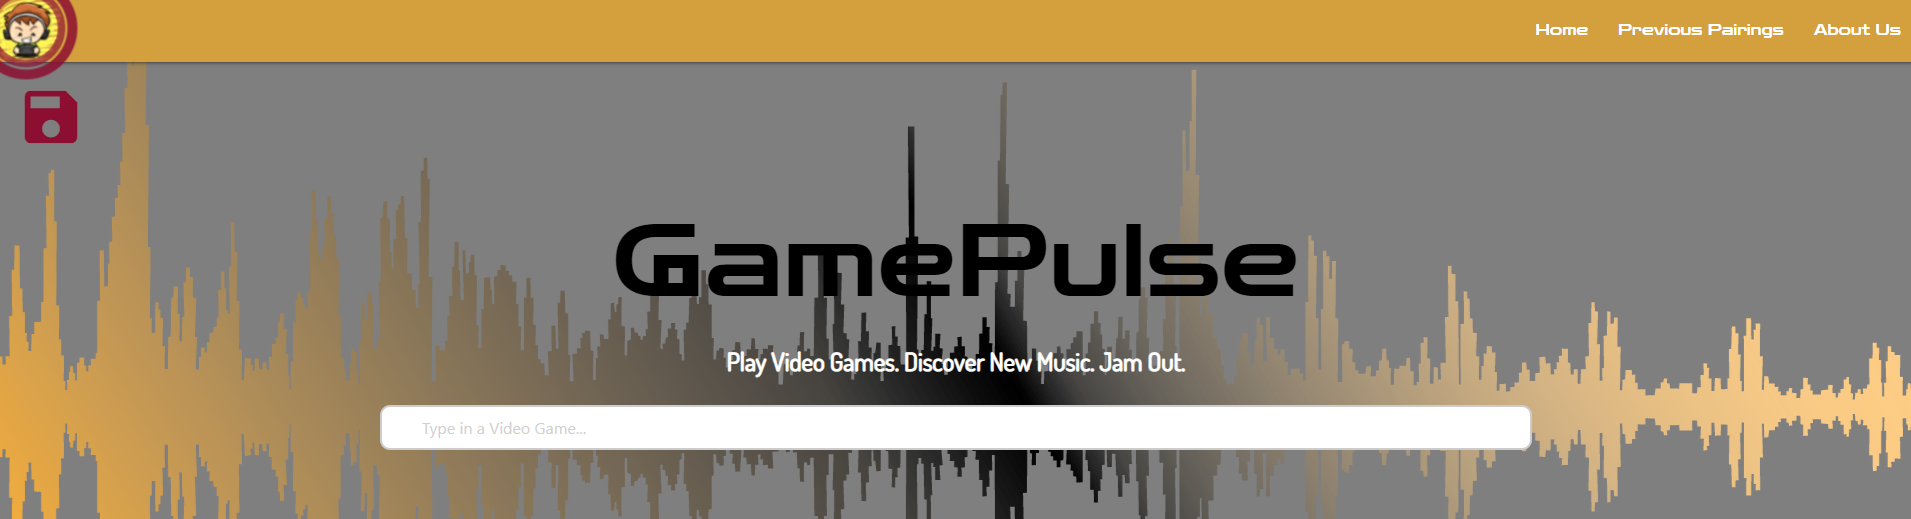 Home Previous Pairings About Us
GamePulse
Play Video Games. Discover New Music. Jam Out.
Type in a Video Game...